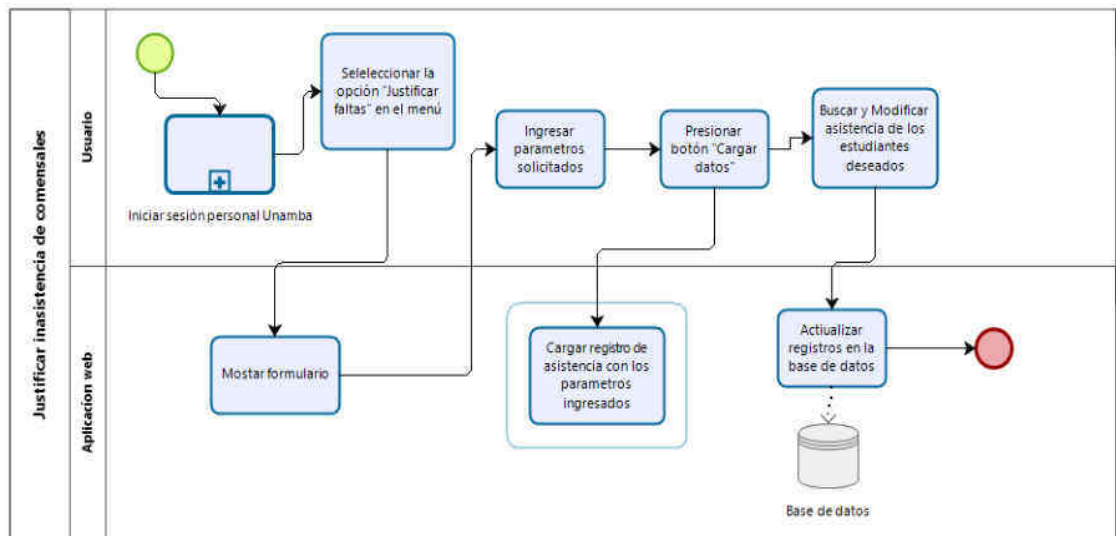 Justificar inasistencia de comensales
Usuario
Iniciar sesión personal Unamba
Seleleccionar la
opción "Justificar
faltas" en el menú
Ingresar
parametros
solicitados
Presionar
botón "Cargar
datos"
Buscar y Modificar
asistencia de los
estudiantes
deseados
Aplicacion web
Mostar formulario
Cargar registro de
asistencia con los
parametros
ingresados
Actiualizar
registros en la
base de datos
Base de datos